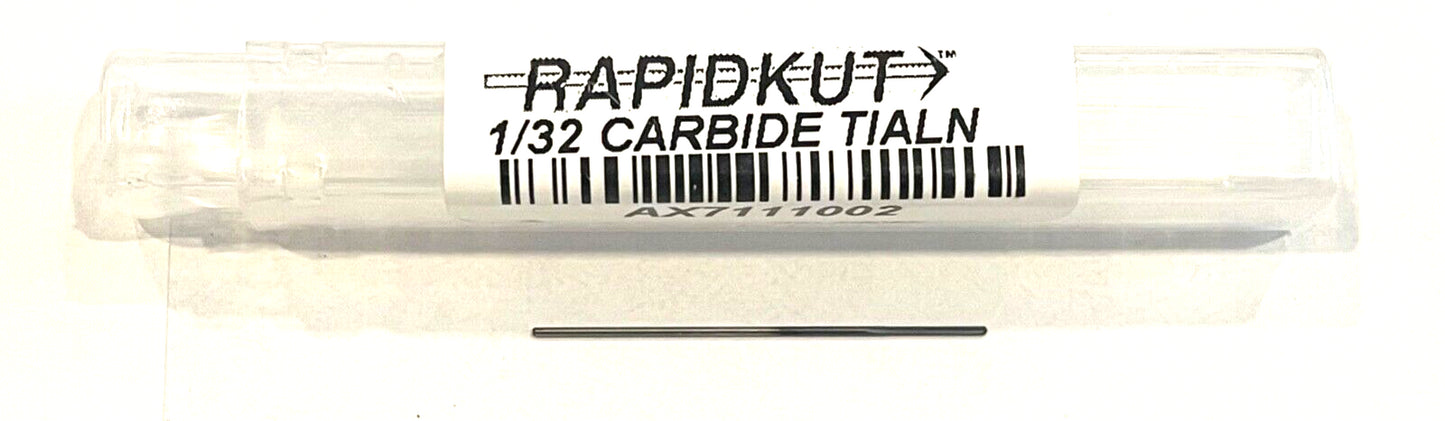 RAPIDKUT™
1/32 CARBIDE TIALN
AX7111002